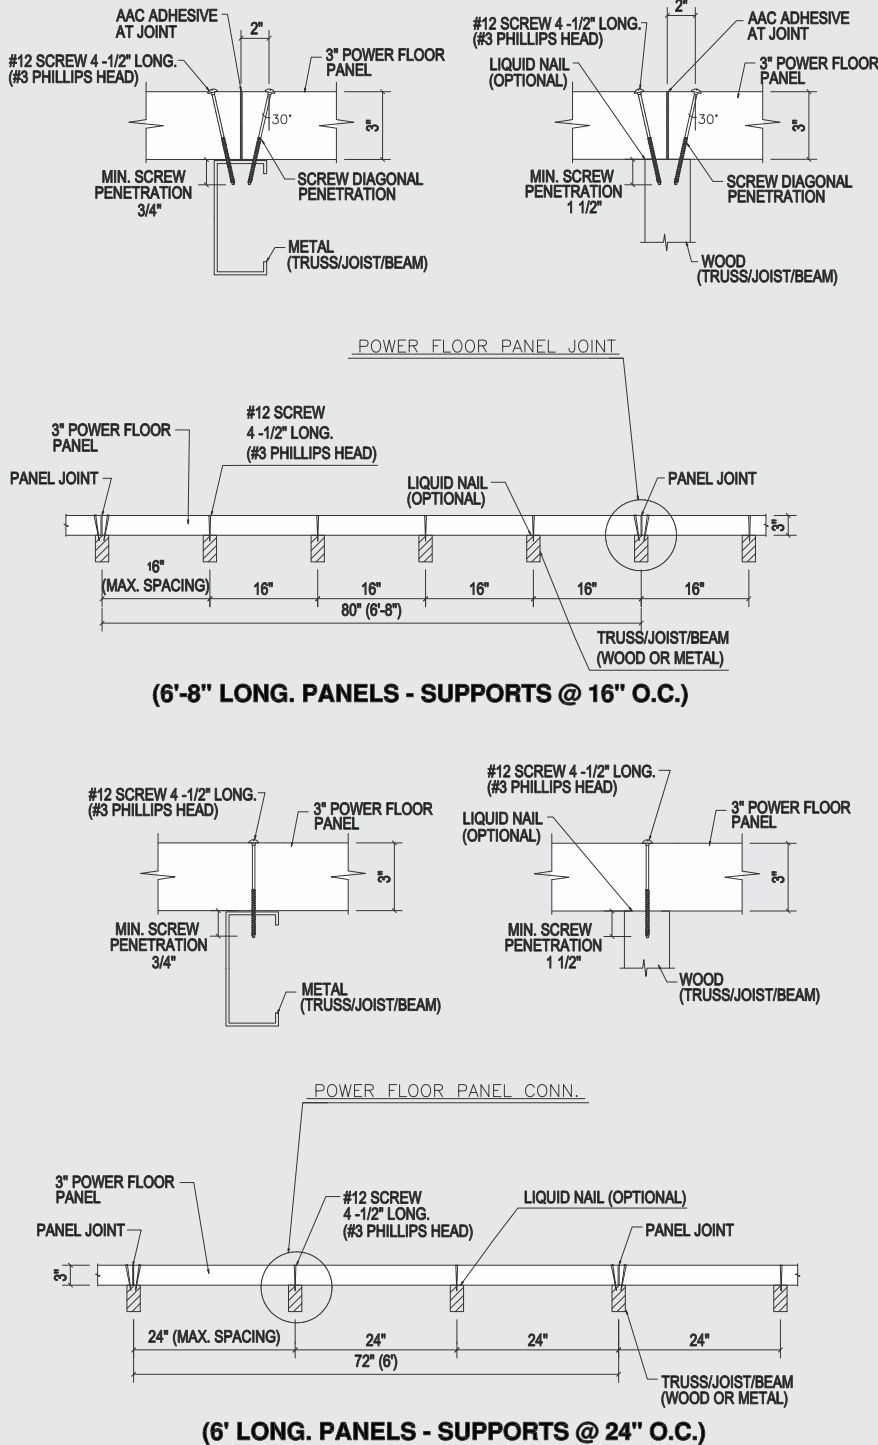 AAC ADHESIVE
AT JOINT
2"
#12 SCREW 4 -1/2" LONG.
(#3 PHILLIPS HEAD)
3" POWER FLOOR
PANEL
30°
3"
MIN. SCREW
PENETRATION
3/4"
SCREW DIAGONAL
PENETRATION
METAL
(TRUSS/JOIST/BEAM)
2"
#12 SCREW 4 -1/2" LONG.
(#3 PHILLIPS HEAD)
AAC ADHESIVE
AT JOINT
LIQUID NAIL
(OPTIONAL)
3" POWER FLOOR
PANEL
30°
3"
MIN. SCREW
PENETRATION
1 1/2"
SCREW DIAGONAL
PENETRATION
WOOD
(TRUSS/JOIST/BEAM)
POWER FLOOR PANEL JOINT
#12 SCREW
4 -1/2" LONG.
(#3 PHILLIPS HEAD)
3" POWER FLOOR
PANEL
PANEL JOINT
LIQUID NAIL
(OPTIONAL)
PANEL JOINT
3"
16"
(MAX. SPACING)
16"
16"
16"
16"
16"
80" (6'-8")
TRUSS/JOIST/BEAM
(WOOD OR METAL)
(6'-8" LONG. PANELS - SUPPORTS @ 16" O.C.)
#12 SCREW 4 -1/2" LONG.
(#3 PHILLIPS HEAD)
3" POWER FLOOR
PANEL
3"
MIN. SCREW
PENETRATION
3/4"
METAL
(TRUSS/JOIST/BEAM)
#12 SCREW 4 -1/2" LONG.
(#3 PHILLIPS HEAD)
LIQUID NAIL
(OPTIONAL)
3" POWER FLOOR
PANEL
3"
MIN. SCREW
PENETRATION
1 1/2"
WOOD
(TRUSS/JOIST/BEAM)
POWER FLOOR PANEL CONN.
3" POWER FLOOR
PANEL
PANEL JOINT
#12 SCREW
4 -1/2" LONG.
(#3 PHILLIPS HEAD)
LIQUID NAIL (OPTIONAL)
PANEL JOINT
3"
24" (MAX. SPACING)
24"
24"
24"
72" (6')
TRUSS/JOIST/BEAM
(WOOD OR METAL)
(6' LONG. PANELS - SUPPORTS @ 24" O.C.)